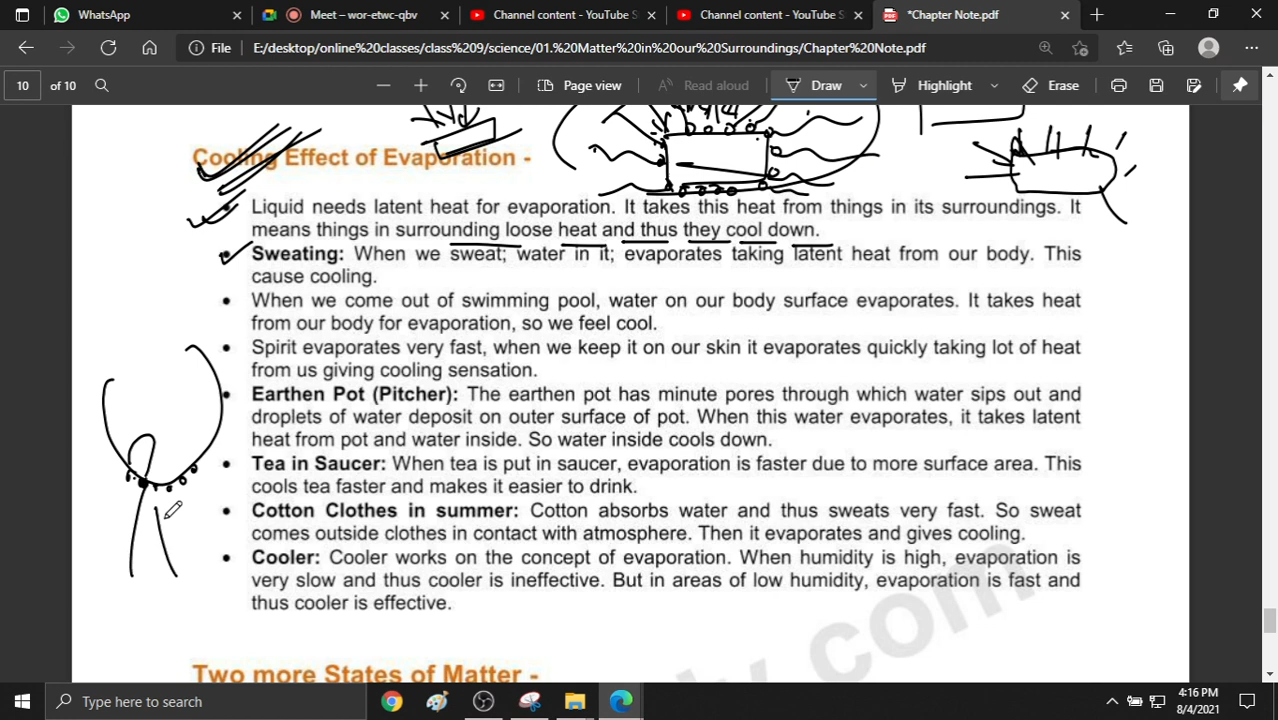 WhatsApp
Meet – wor-etwc-qbv
Channel content - YouTube S
Channel content - YouTube S
*Chapter Note.pdf
File
E:/desktop/online%20classes/class%209/science/01.%20Matter%20in%20our%20Surroundings/Chapter%20Note.pdf
10 of 10
Page view
Read aloud
Draw
Highlight
Erase
Cooling Effect of Evaporation -
• Liquid needs latent heat for evaporation. It takes this heat from things in its surroundings. It
means things in surrounding loose heat and thus they cool down.
• Sweating: When we sweat; water in it; evaporates taking latent heat from our body. This
cause cooling.
• When we come out of swimming pool, water on our body surface evaporates. It takes heat
from our body for evaporation, so we feel cool.
• Spirit evaporates very fast, when we keep it on our skin it evaporates quickly taking lot of heat
from us giving cooling sensation.
• Earthen Pot (Pitcher): The earthen pot has minute pores through which water sips out and
droplets of water deposit on outer surface of pot. When this water evaporates, it takes latent
heat from pot and water inside. So water inside cools down.
• Tea in Saucer: When tea is put in saucer, evaporation is faster due to more surface area. This
cools tea faster and makes it easier to drink.
• Cotton Clothes in summer: Cotton absorbs water and thus sweats very fast. So sweat
comes outside clothes in contact with atmosphere. Then it evaporates and gives cooling.
• Cooler: Cooler works on the concept of evaporation. When humidity is high, evaporation is
very slow and thus cooler is ineffective. But in areas of low humidity, evaporation is fast and
thus cooler is effective.
Two more States of Matter -
Type here to search
4:16 PM
8/4/2021